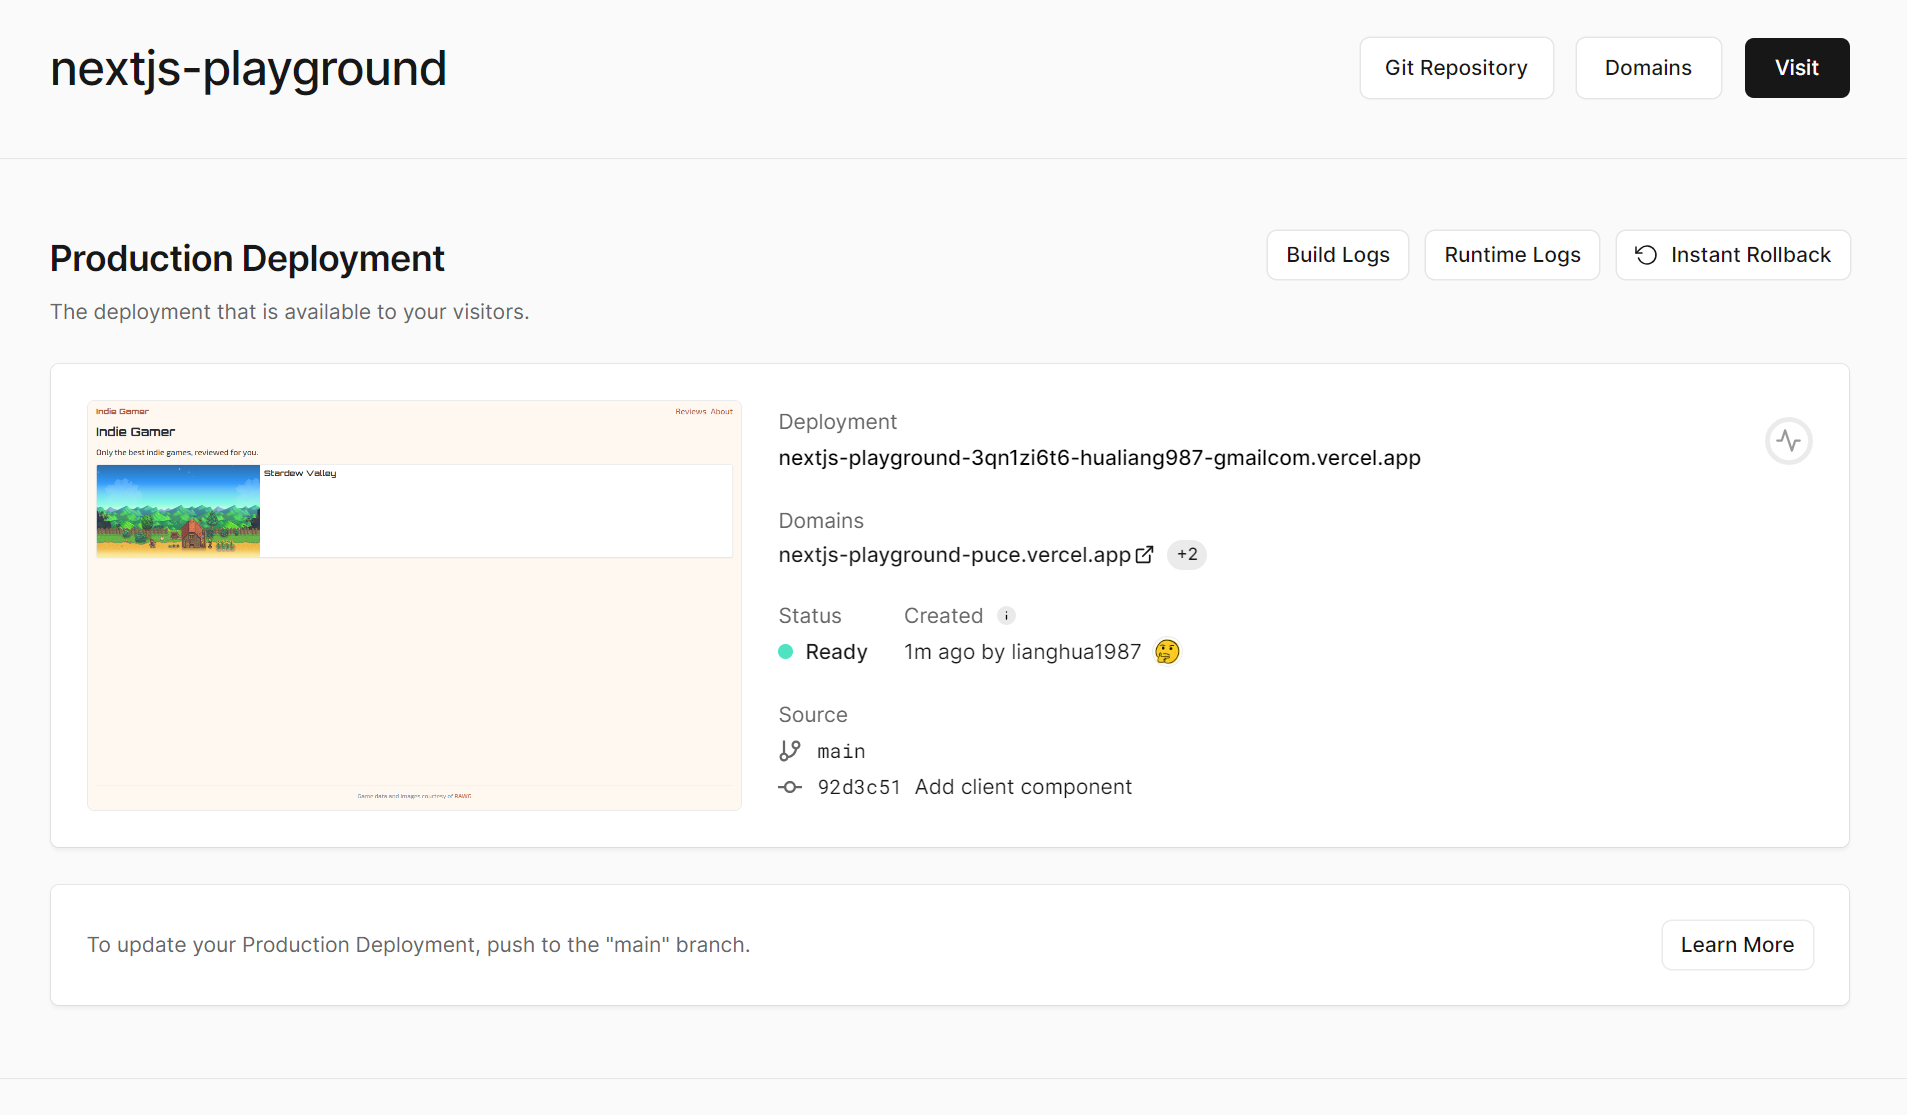 nextjs-playground
Git Repository
Domains
Visit
Production Deployment
Build Logs
Runtime Logs
Instant Rollback
The deployment that is available to your visitors.
Indie Gamer
Reviews About
Indie Gamer
Only the best indie games, reviewed for you.
Stardew Valley
Game data and images courtesy of RAWG
Deployment
nextjs-playground-3qn1zi6t6-hualiang987-gmailcom.vercel.app
Domains
nextjs-playground-puce.vercel.app
+2
Status
Created
Ready
1m ago by lianghua1987
Source
main
92d3c51 Add client component
To update your Production Deployment, push to the "main" branch.
Learn More